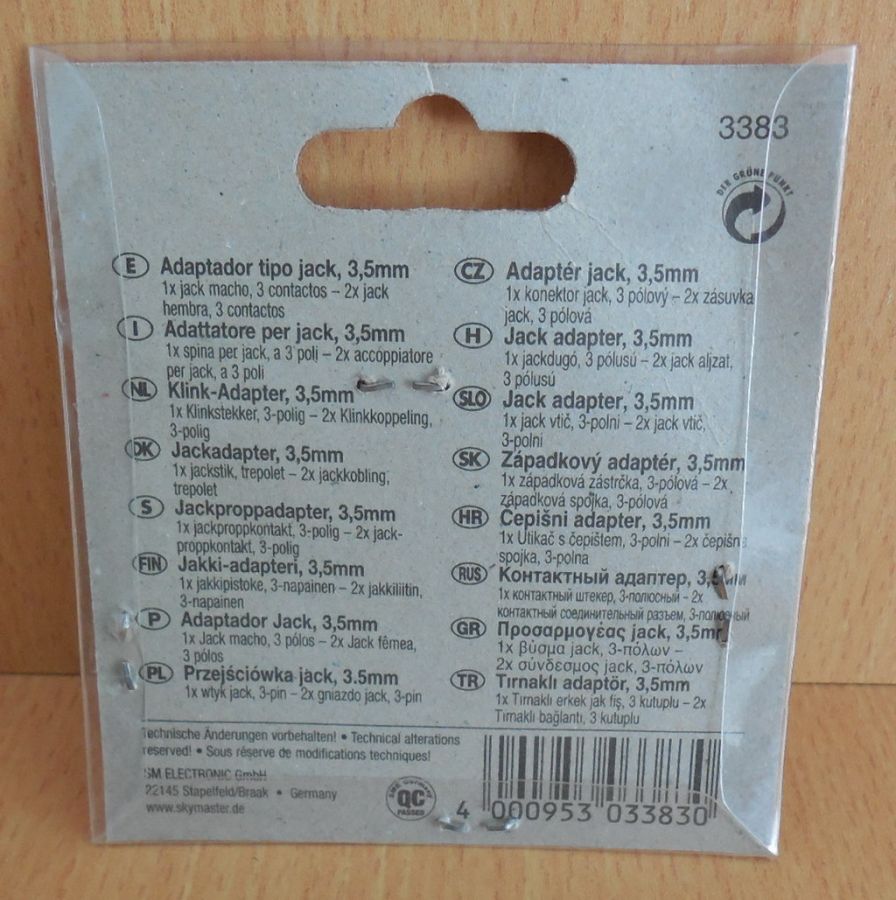 3383
DER GRÜNE PUNKT
E Adaptador tipo jack, 3,5mm
1x jack macho, 3 contactos – 2x jack
hembra, 3 contactos
I Adattatore per jack, 3,5mm
1x spina per jack, a 3 poli – 2x accoppiatore
per jack, a 3 poli
NL Klink-Adapter, 3,5mm
1x Klinkstekker, 3-polig – 2x Klinkkoppeling,
3-polig
DK Jackadapter, 3,5mm
1x jackstik, trepolet – 2x jackkobling,
trepolet
S Jackproppadapter, 3,5mm
1x jackproppkontakt, 3-polig – 2x jack-
proppkontakt, 3-polig
FIN Jakki-adapteri, 3,5mm
1x jakkipistoke, 3-napainen – 2x jakkiliitin,
3-napainen
P Adaptador Jack, 3,5mm
1x Jack macho, 3 pólos – 2x Jack fêmea,
3 pólos
PL Przejściówka jack, 3.5mm
1x wtyk jack, 3-pin – 2x gniazdo jack, 3-pin
CZ Adaptér jack, 3,5mm
1x konektor jack, 3 pólový – 2x zásuvka
jack, 3 pólová
H Jack adapter, 3,5mm
1x jackdugó, 3 pólusú – 2x jack aljzat,
3 pólusú
SLO Jack adapter, 3,5mm
1x jack vtič, 3-polni – 2x jack vtič,
3-polni
SK Západkový adaptér, 3,5mm
1x západková zástrčka, 3-pólová – 2x
západková spojka, 3-pólová
HR Čepišni adapter, 3,5mm
1x Utikač s čepištem, 3-polni – 2x čepišna
spojka, 3-polna
RUS Контактный адаптер, 3,5мм
1x контактный штекер, 3-полюсный – 2x
контактный соединительный разъем, 3-полюсный
GR Προσαρμογέας jack, 3,5mm
1x βύσμα jack, 3-πόλων –
2x σύνδεσμος jack, 3-πόλων
TR Tırnaklı adaptör, 3,5mm
1x Tırnaklı erkek jak fiş, 3 kutuplu – 2x
Tırnaklı bağlantı, 3 kutuplu
Technische Änderungen vorbehalten! • Technical alterations
reserved! • Sous réserve de modifications techniques!
SM ELECTRONIC GmbH
22145 Stapelfeld/Braak • Germany
www.skymaster.de
QC
PASSED
4 000953 033830